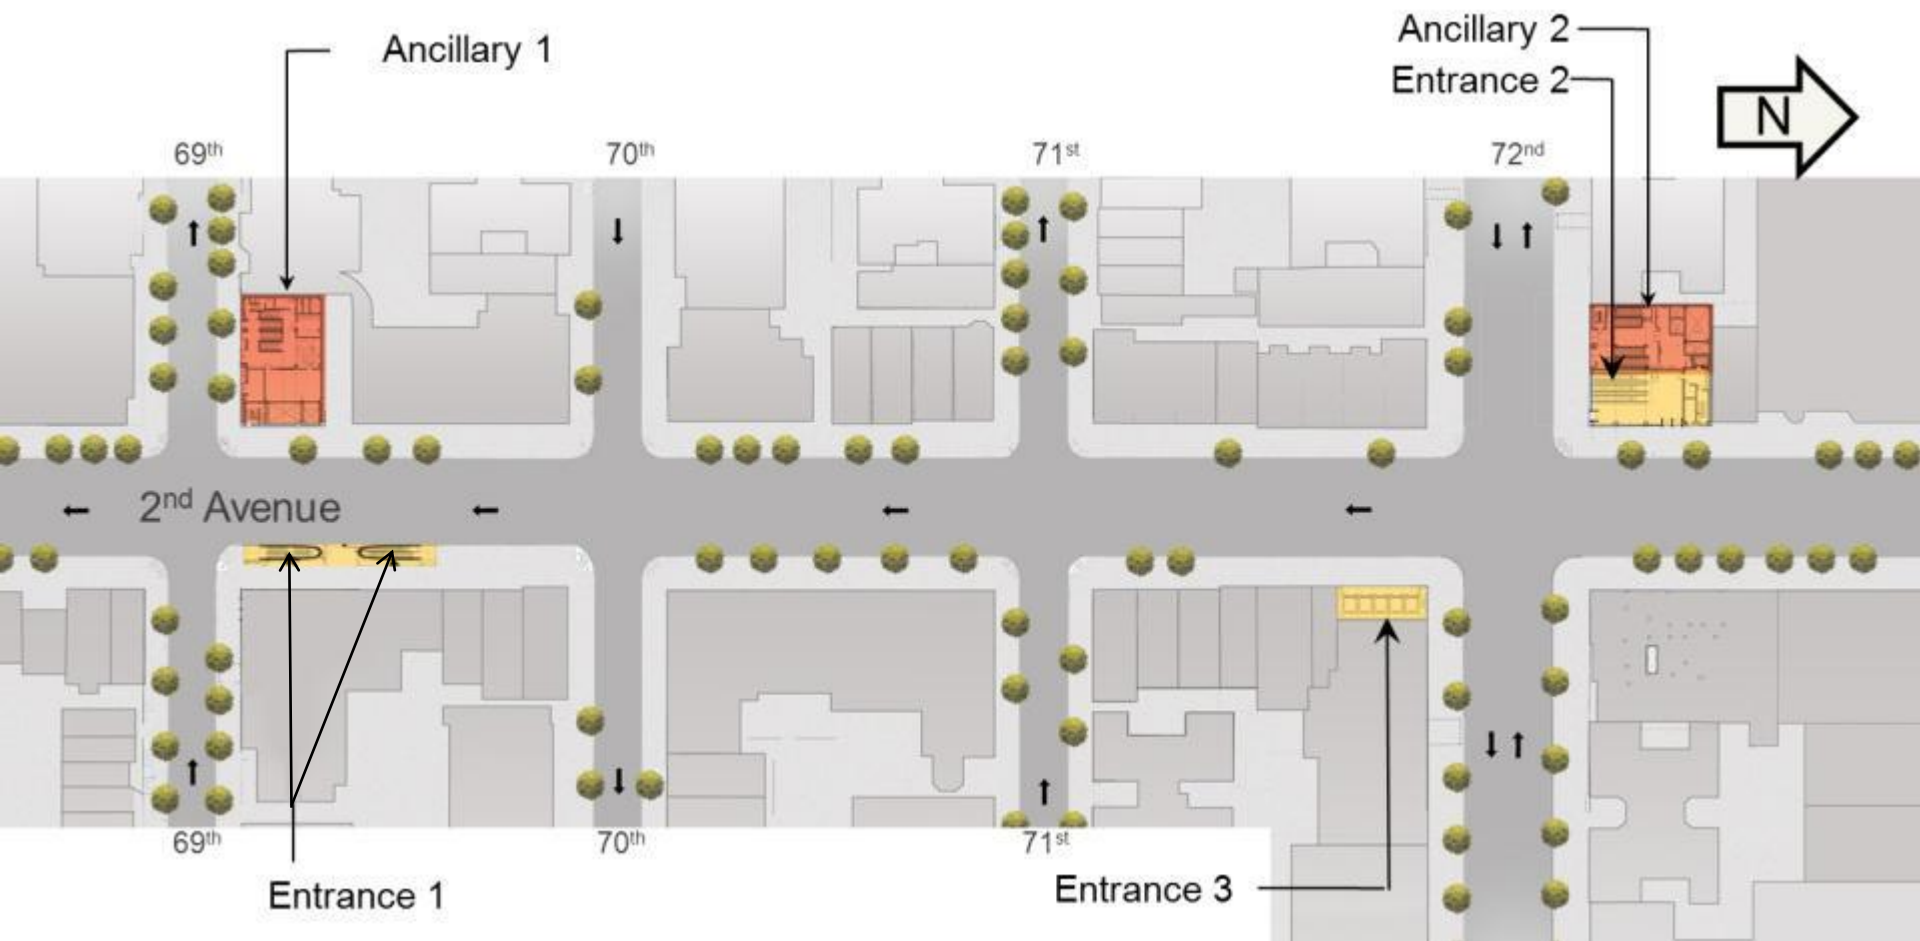 Ancillary 1
Ancillary 2
Entrance 2
N
69th
70th
71st
72nd
2nd Avenue
69th
70th
71st
Entrance 1
Entrance 3